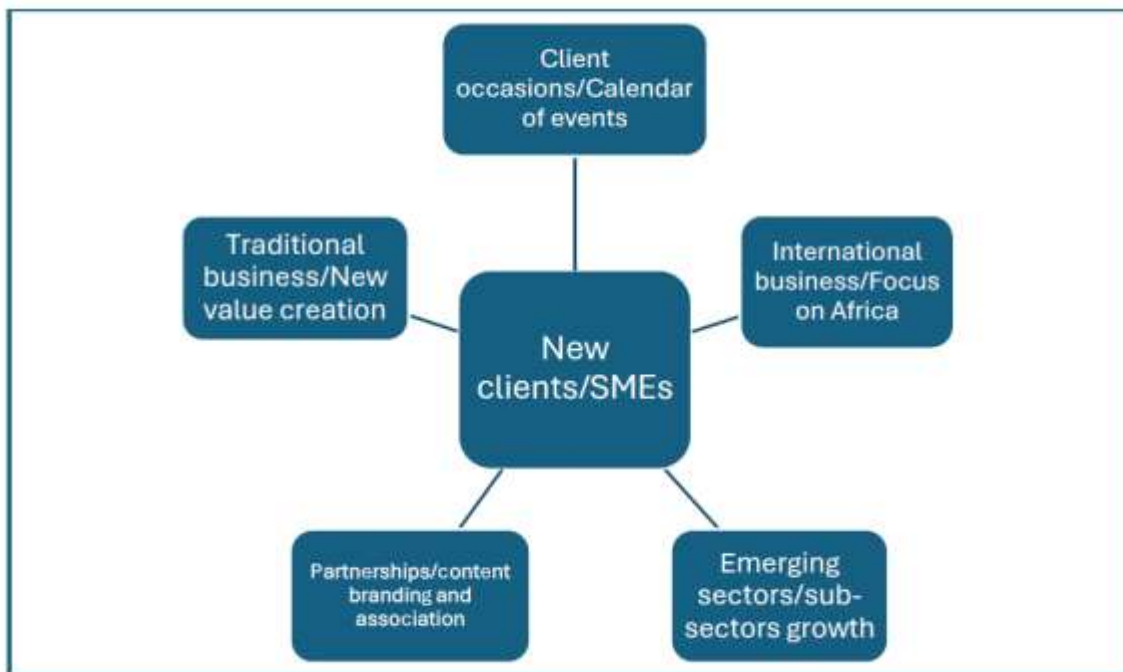 Client
occasions/Calendar
of events
Traditional
business/New
value creation
International
business/Focus
on Africa
New
clients/SMEs
Partnerships/content
branding and
association
Emerging
sectors/sub-
sectors growth